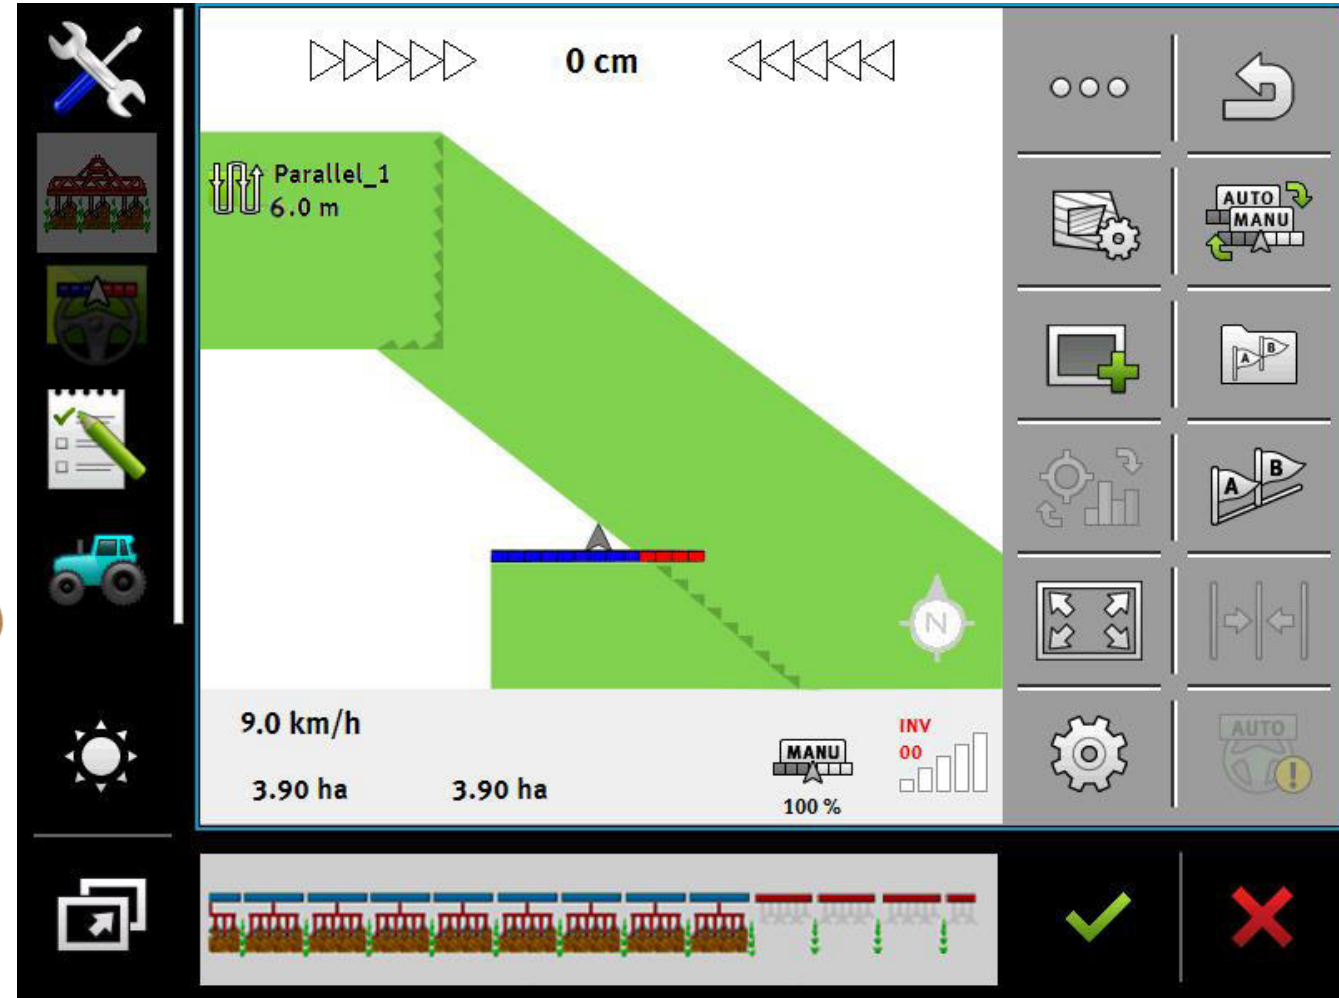 0 cm
Parallel_1
6.0 m
AUTO
MANU
A B
A B
N
9.0 km/h
INV
00
MANU
AUTO
3.90 ha 3.90 ha
100 %